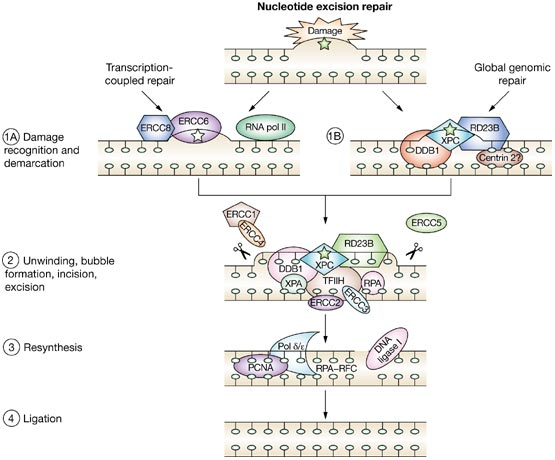 Nucleotide excision repair
Damage
Transcription-
coupled repair
Global genomic
repair
1A Damage
recognition and
demarcation
ERCC8
ERCC6
RNA pol II
1B
DDB1
XPC
RD23B
Centrin 2?
ERCC1
ERCC4
ERCC5
2 Unwinding, bubble
formation, incision,
excision
DDB1
XPC
RD23B
XPA
TFIIH
RPA
ERCC2
ERCC3
3 Resynthesis
Pol δ/ε
PCNA
RPA–RFC
DNA
ligase I
4 Ligation